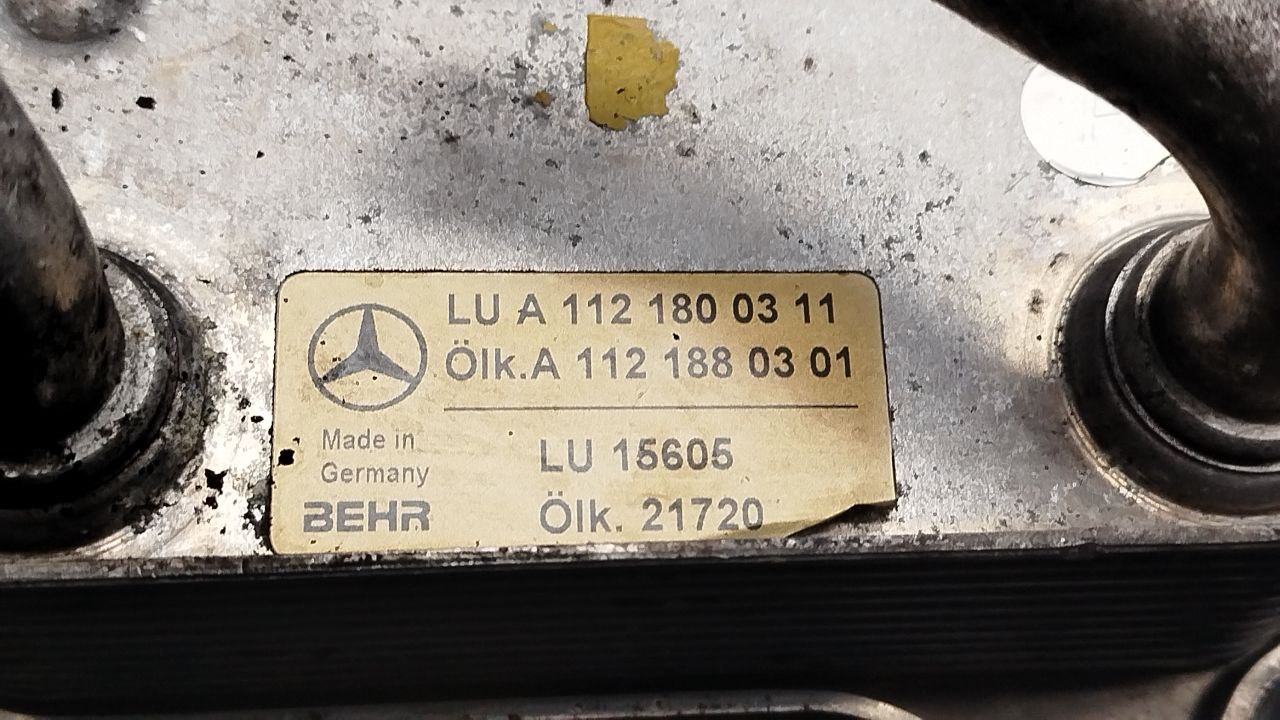 LU A 112 180 03 11
Ölk.A 112 188 03 01
Made in
Germany
BEHR
LU 15605
Ölk. 21720